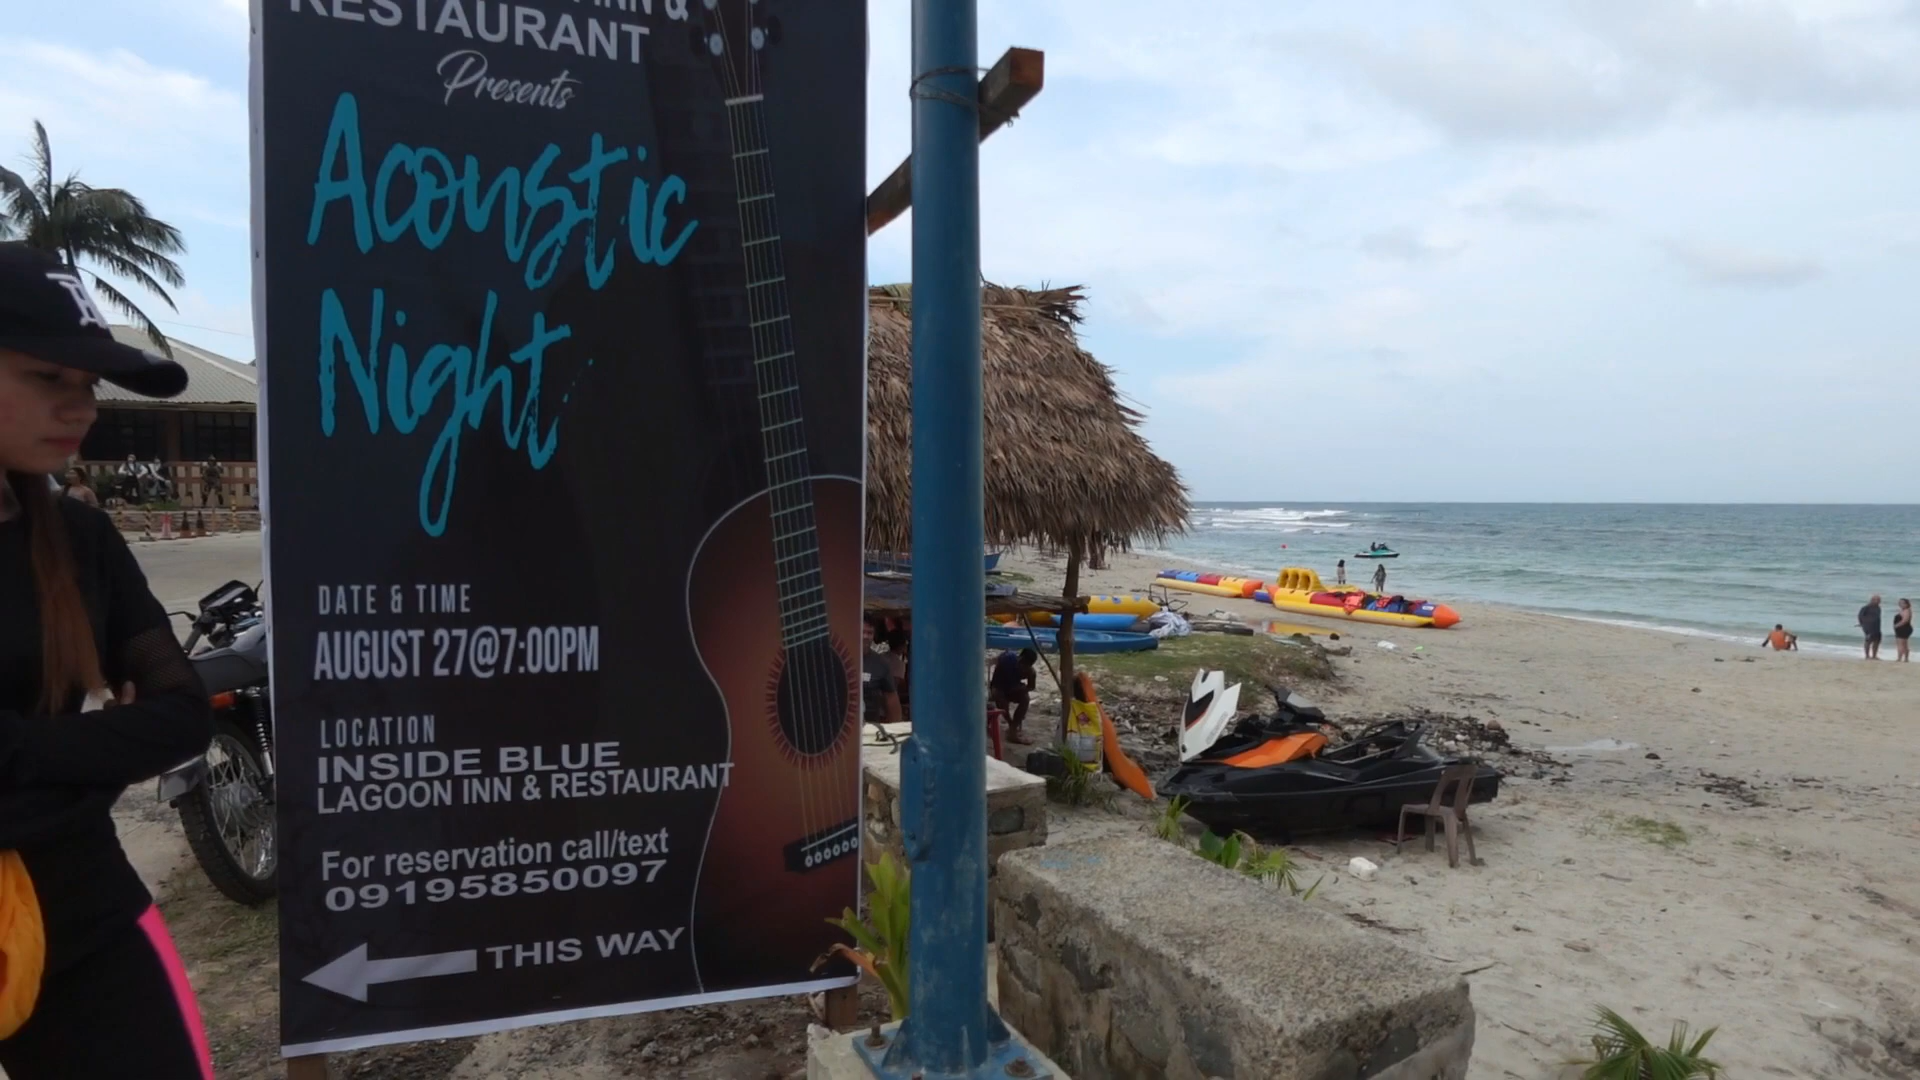 INN &
RESTAURANT
Presents
Acoustic
Night
DATE & TIME
AUGUST 27@7:00PM
LOCATION
INSIDE BLUE
LAGOON INN & RESTAURANT
For reservation call/text
09195850097
THIS WAY